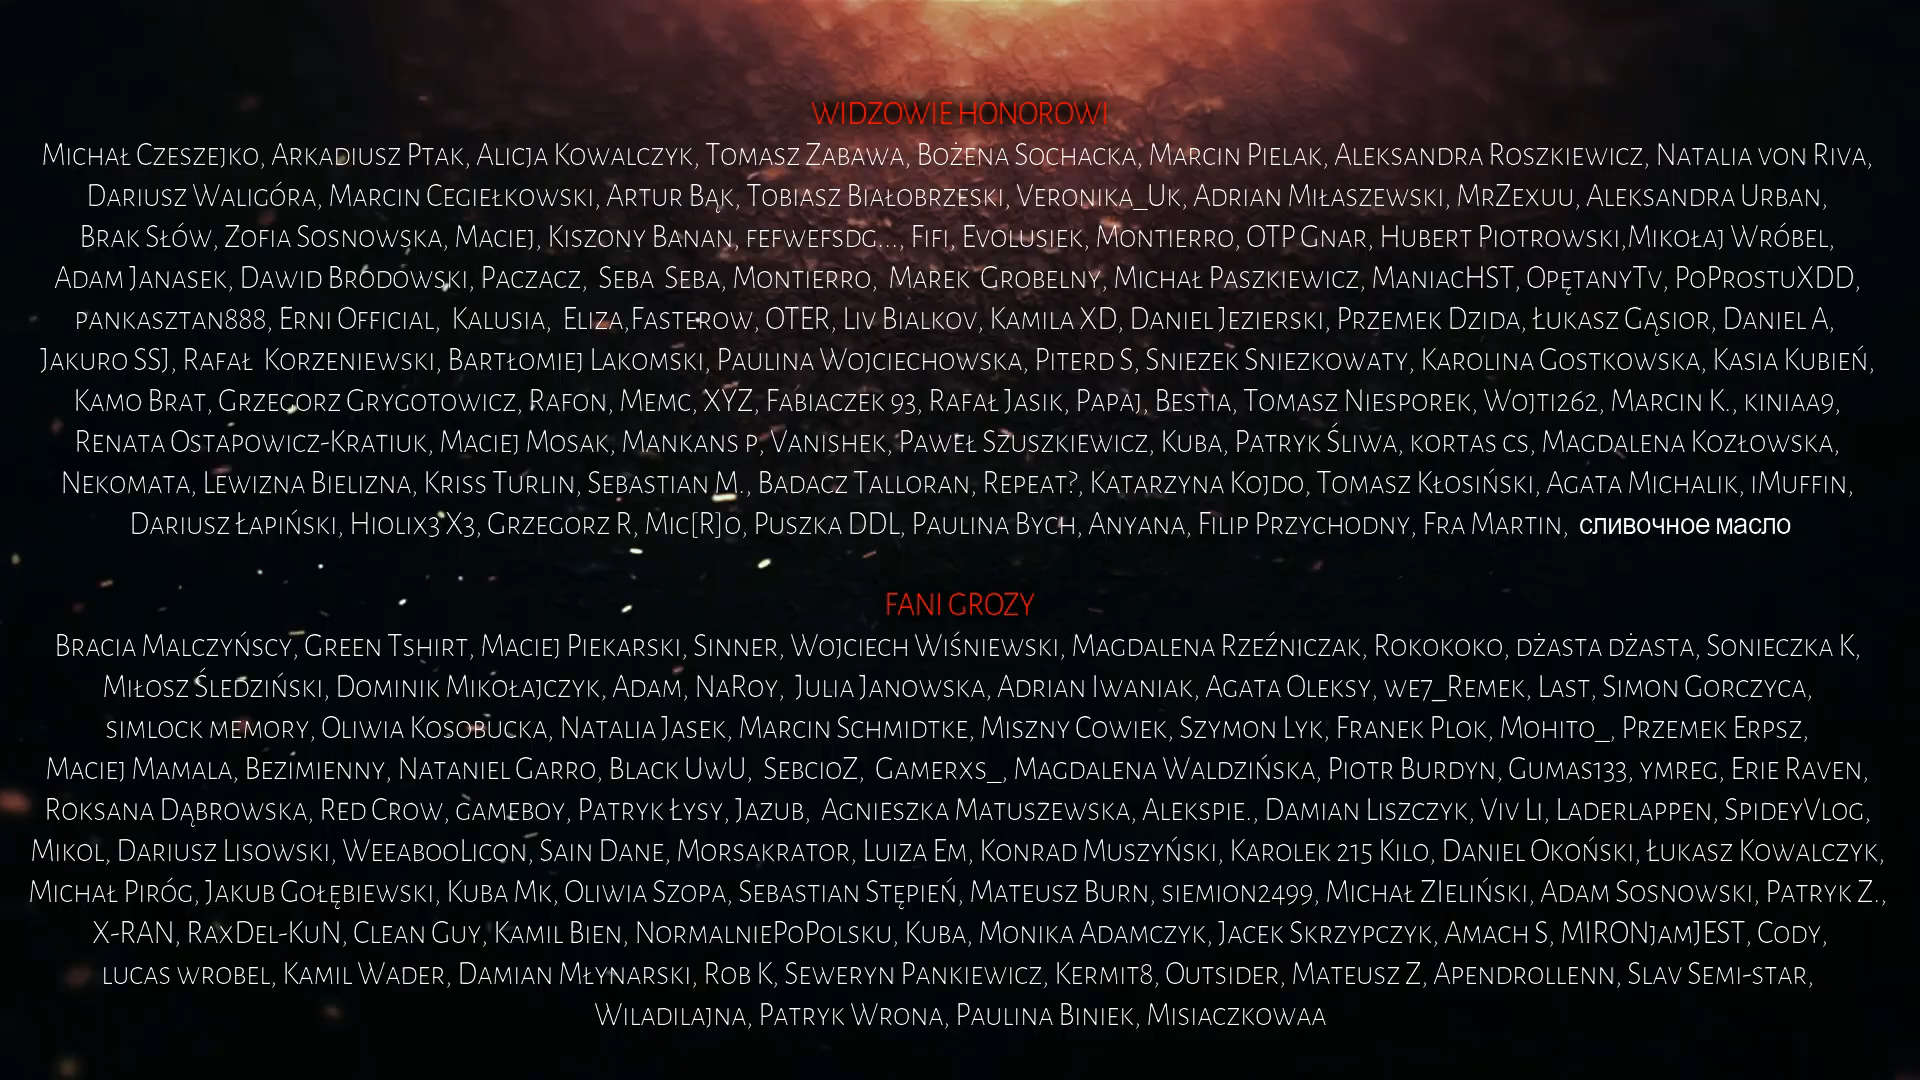 WIDZOWIE HONOROWI
Michał Czeszejko, Arkadiusz Ptak, Alicja Kowalczyk, Tomasz Zabawa, Bożena Sochacka, Marcin Pielak, Aleksandra Roszkiewicz, Natalia von Riva,
Dariusz Waligóra, Marcin Cegiełkowski, Artur Bąk, Tobiasz Białobrzeski, Veronika_Uk, Adrian Miłaszewski, MrZexuu, Aleksandra Urban,
Brak Słów, Zofia Sosnowska, Maciej, Kiszony Banan, fefwefsdg..., Fifi, Evolusiek, Montierro, OTP Gnar, Hubert Piotrowski,Mikołaj Wróbel,
Adam Janasek, Dawid Brodowski, Paczacz, Seba Seba, Montierro, Marek Grobelny, Michał Paszkiewicz, ManiacHST, OpętanyTv, PoProstuXDD,
pankasztan888, Erni Official, Kalusia, Eliza,Fasterow, OTER, Liv Bialkov, Kamila XD, Daniel Jezierski, Przemek Dzida, Łukasz Gąsior, Daniel A,
Jakuro SSJ, Rafał Korzeniewski, Bartłomiej Lakomski, Paulina Wojciechowska, Piterd S, Sniezek Sniezkowaty, Karolina Gostkowska, Kasia Kubień,
Kamo Brat, Grzegorz Grygotowicz, Rafon, Memc, XYZ, Fabiaczek 93, Rafał Jasik, Papaj, Bestia, Tomasz Niesporek, Wojti262, Marcin K., kiniaa9,
Renata Ostapowicz-Kratiuk, Maciej Mosak, Mankans p, Vanishek, Paweł Szuszkiewicz, Kuba, Patryk Śliwa, kortas cs, Magdalena Kozłowska,
Nekomata, Lewizna Bielizna, Kriss Turlin, Sebastian M., Badacz Talloran, Repeat?, Katarzyna Kojdo, Tomasz Kłosiński, Agata Michalik, iMuffin,
Dariusz Łapiński, Hiolix3 X3, Grzegorz R, Mic[R]o, Puszka DDL, Paulina Bych, Anyana, Filip Przychodny, Fra Martin, сливочное масло
FANI GROZY
Bracia Malczyńscy, Green Tshirt, Maciej Piekarski, Sinner, Wojciech Wiśniewski, Magdalena Rzeźniczak, Rokokoko, dżasta dżasta, Sonieczka K,
Miłosz Śledziński, Dominik Mikołajczyk, Adam, NaRoy, Julia Janowska, Adrian Iwaniak, Agata Oleksy, we7_Remek, Last, Simon Gorczyca,
simlock memory, Oliwia Kosobucka, Natalia Jasek, Marcin Schmidtke, Miszny Cowiek, Szymon Lyk, Franek Plok, Mohito_, Przemek Erpsz,
Maciej Mamala, Bezimienny, Nataniel Garro, Black UwU, SebcioZ, Gamerxs_, Magdalena Waldzińska, Piotr Burdyn, Gumas133, ymreg, Erie Raven,
Roksana Dąbrowska, Red Crow, gameboy, Patryk Łysy, Jazub, Agnieszka Matuszewska, Alekspie., Damian Liszczyk, Viv Li, Laderlappen, SpideyVlog,
Mikol, Dariusz Lisowski, WeeabooLicon, Sain Dane, Morsakrator, Luiza Em, Konrad Muszyński, Karolek 215 Kilo, Daniel Okoński, Łukasz Kowalczyk,
Michał Piróg, Jakub Gołębiewski, Kuba Mk, Oliwia Szopa, Sebastian Stępień, Mateusz Burn, siemion2499, Michał ZIeliński, Adam Sosnowski, Patryk Z.,
X-RAN, RaxDel-KuN, Clean Guy, Kamil Bien, NormalniePoPolsku, Kuba, Monika Adamczyk, Jacek Skrzypczyk, Amach S, MIRONjamJEST, Cody,
lucas wrobel, Kamil Wader, Damian Młynarski, Rob K, Seweryn Pankiewicz, Kermit8, Outsider, Mateusz Z, Apendrollenn, Slav Semi-star,
Wiladilajna, Patryk Wrona, Paulina Biniek, Misiaczkowaa